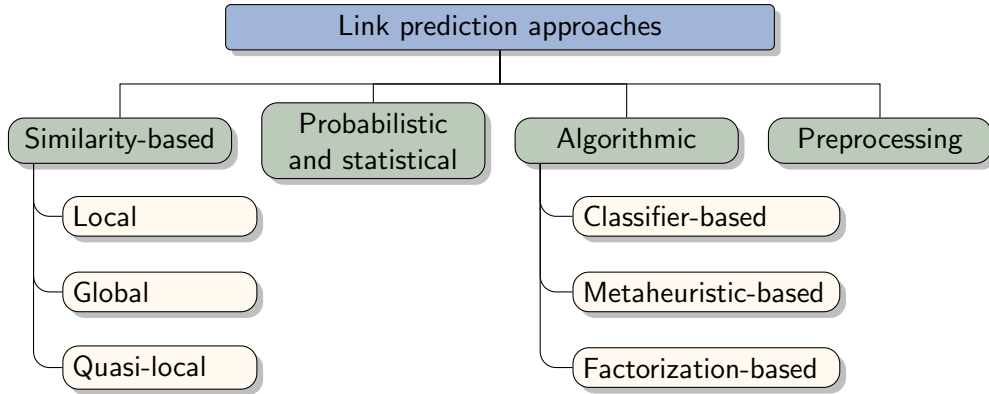 Link prediction approaches
Similarity-based
Probabilistic
and statistical
Algorithmic
Preprocessing
Local
Global
Quasi-local
Classifier-based
Metaheuristic-based
Factorization-based